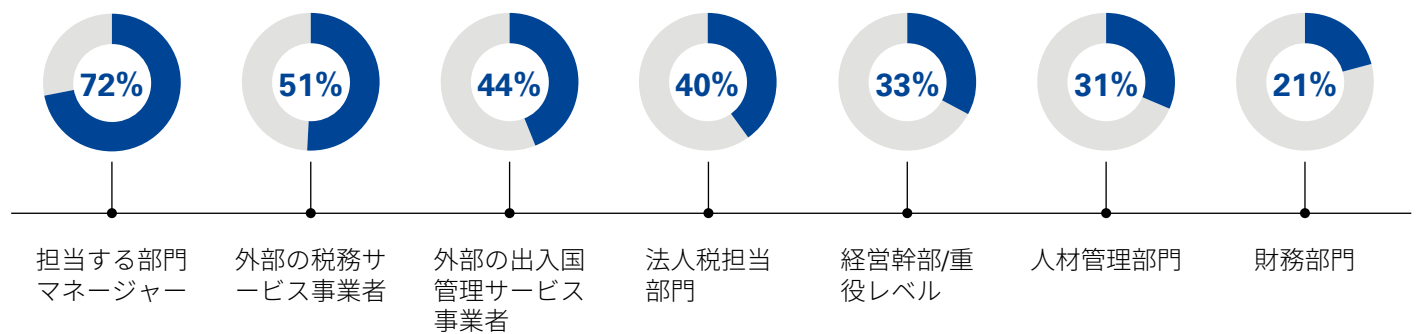 72%
51%
44%
40%
33%
31%
21%
担当する部門
マネージャー
外部の税務サ
ービス事業者
外部の出入国
管理サービス
事業者
法人税担当
部門
経営幹部/重
役レベル
人材管理部門
財務部門